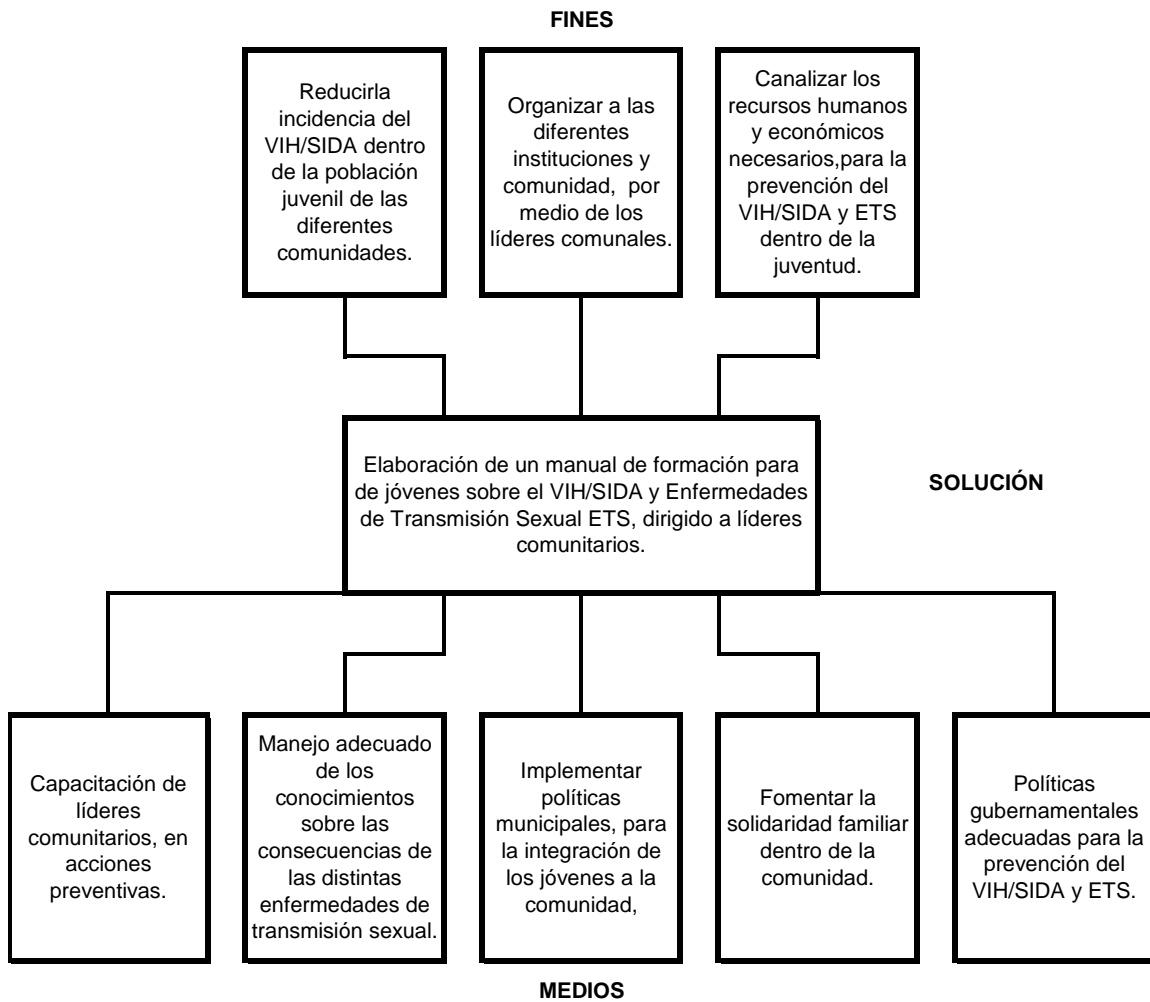 FINES
Reducirla
incidencia del
VIH/SIDA dentro
de la población
juvenil de las
diferentes
comunidades.
Organizar a las
diferentes
instituciones y
comunidad,  por
medio de los
líderes comunales.
Canalizar los
recursos humanos
y económicos
necesarios,para la
prevención del
VIH/SIDA y ETS
dentro de la
juventud.
Elaboración de un manual de formación para
de jóvenes sobre el VIH/SIDA y Enfermedades
de Transmisión Sexual ETS, dirigido a líderes
comunitarios.
SOLUCIÓN
Capacitación de
líderes
comunitarios, en
acciones
preventivas.
Manejo adecuado
de los
conocimientos
sobre las
consecuencias de
las distintas
enfermedades de
transmisión sexual.
Implementar
políticas
municipales, para
la integración de
los jóvenes a la
comunidad,
Fomentar la
solidaridad familiar
dentro de la
comunidad.
Políticas
gubernamentales
adecuadas para la
prevención del
VIH/SIDA y ETS.
MEDIOS